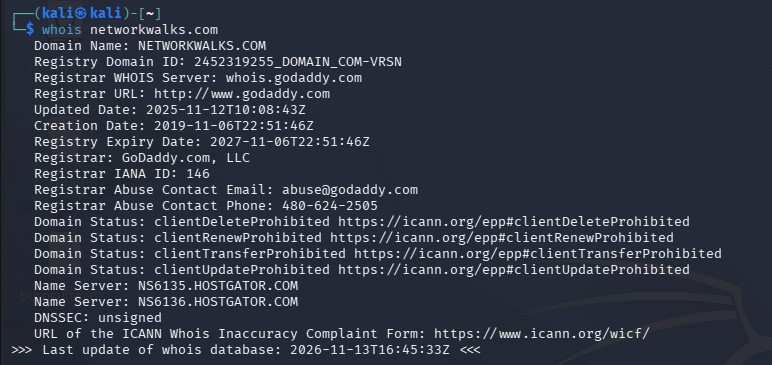 ┌──(kali㉿kali)-[~]
└─$ whois networkwalks.com
Domain Name: NETWORKWALKS.COM
Registry Domain ID: 2452319255_DOMAIN_COM-VRSN
Registrar WHOIS Server: whois.godaddy.com
Registrar URL: http://www.godaddy.com
Updated Date: 2025-11-12T10:08:43Z
Creation Date: 2019-11-06T22:51:46Z
Registry Expiry Date: 2027-11-06T22:51:46Z
Registrar: GoDaddy.com, LLC
Registrar IANA ID: 146
Registrar Abuse Contact Email: abuse@godaddy.com
Registrar Abuse Contact Phone: 480-624-2505
Domain Status: clientDeleteProhibited https://icann.org/epp#clientDeleteProhibited
Domain Status: clientRenewProhibited https://icann.org/epp#clientRenewProhibited
Domain Status: clientTransferProhibited https://icann.org/epp#clientTransferProhibited
Domain Status: clientUpdateProhibited https://icann.org/epp#clientUpdateProhibited
Name Server: NS6135.HOSTGATOR.COM
Name Server: NS6136.HOSTGATOR.COM
DNSSEC: unsigned
URL of the ICANN Whois Inaccuracy Complaint Form: https://www.icann.org/wicf/
>>> Last update of whois database: 2026-11-13T16:45:33Z <<<